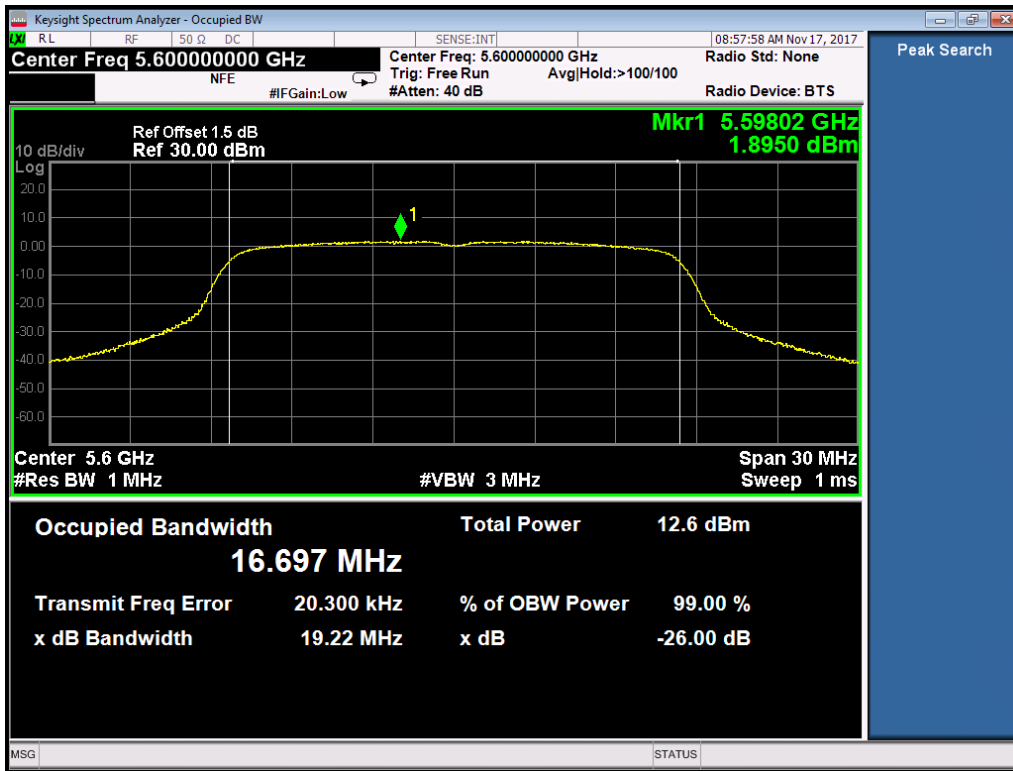 Keysight Spectrum Analyzer - Occupied BW
LXI RL RF 50 Ω DC SENSE:INT 08:57:58 AM Nov 17, 2017
Center Freq 5.600000000 GHz Center Freq: 5.600000000 GHz Radio Std: None
NFE Trig: Free Run Avg|Hold:>100/100
#IFGain:Low #Atten: 40 dB Radio Device: BTS
Peak Search
Ref Offset 1.5 dB Mkr1 5.59802 GHz
10 dB/div Ref 30.00 dBm 1.8950 dBm
Log
20.0
10.0
1
0.00
-10.0
-20.0
-30.0
-40.0
-50.0
-60.0
Center 5.6 GHz Span 30 MHz
#Res BW 1 MHz #VBW 3 MHz Sweep 1 ms
Occupied Bandwidth Total Power 12.6 dBm
16.697 MHz
Transmit Freq Error 20.300 kHz % of OBW Power 99.00 %
x dB Bandwidth 19.22 MHz x dB -26.00 dB
MSG STATUS